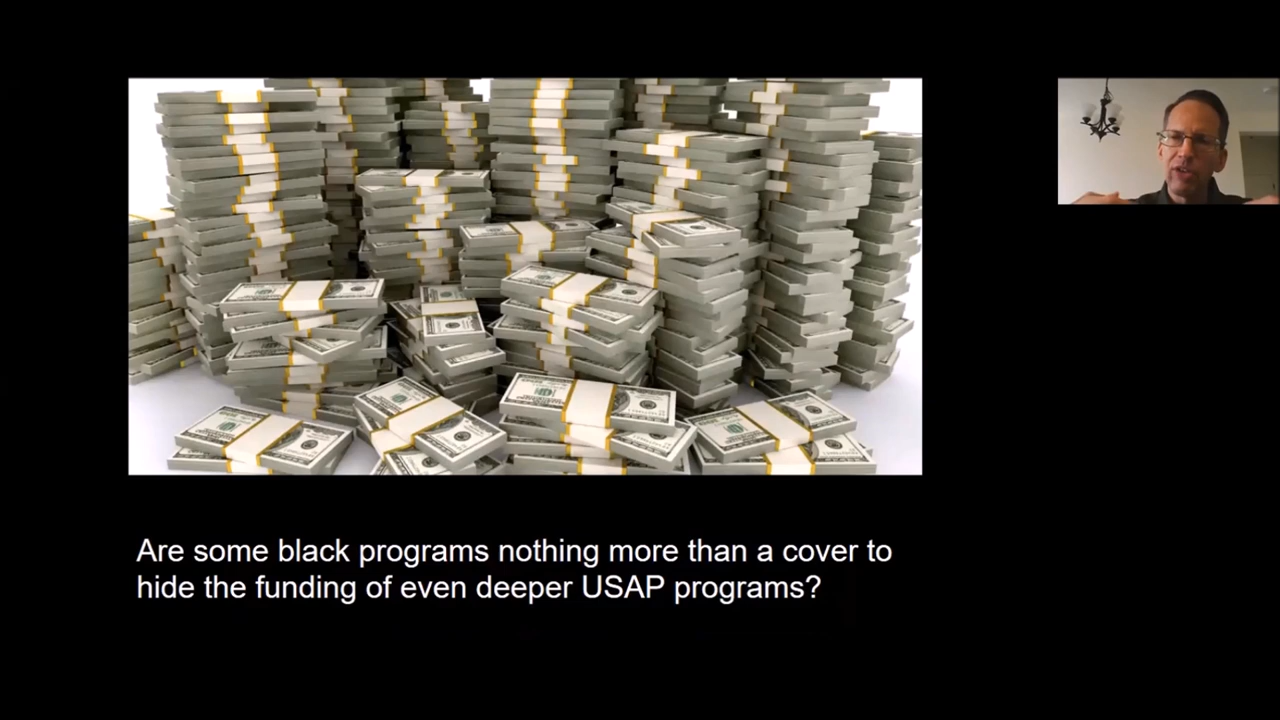 Are some black programs nothing more than a cover to
hide the funding of even deeper USAP programs?